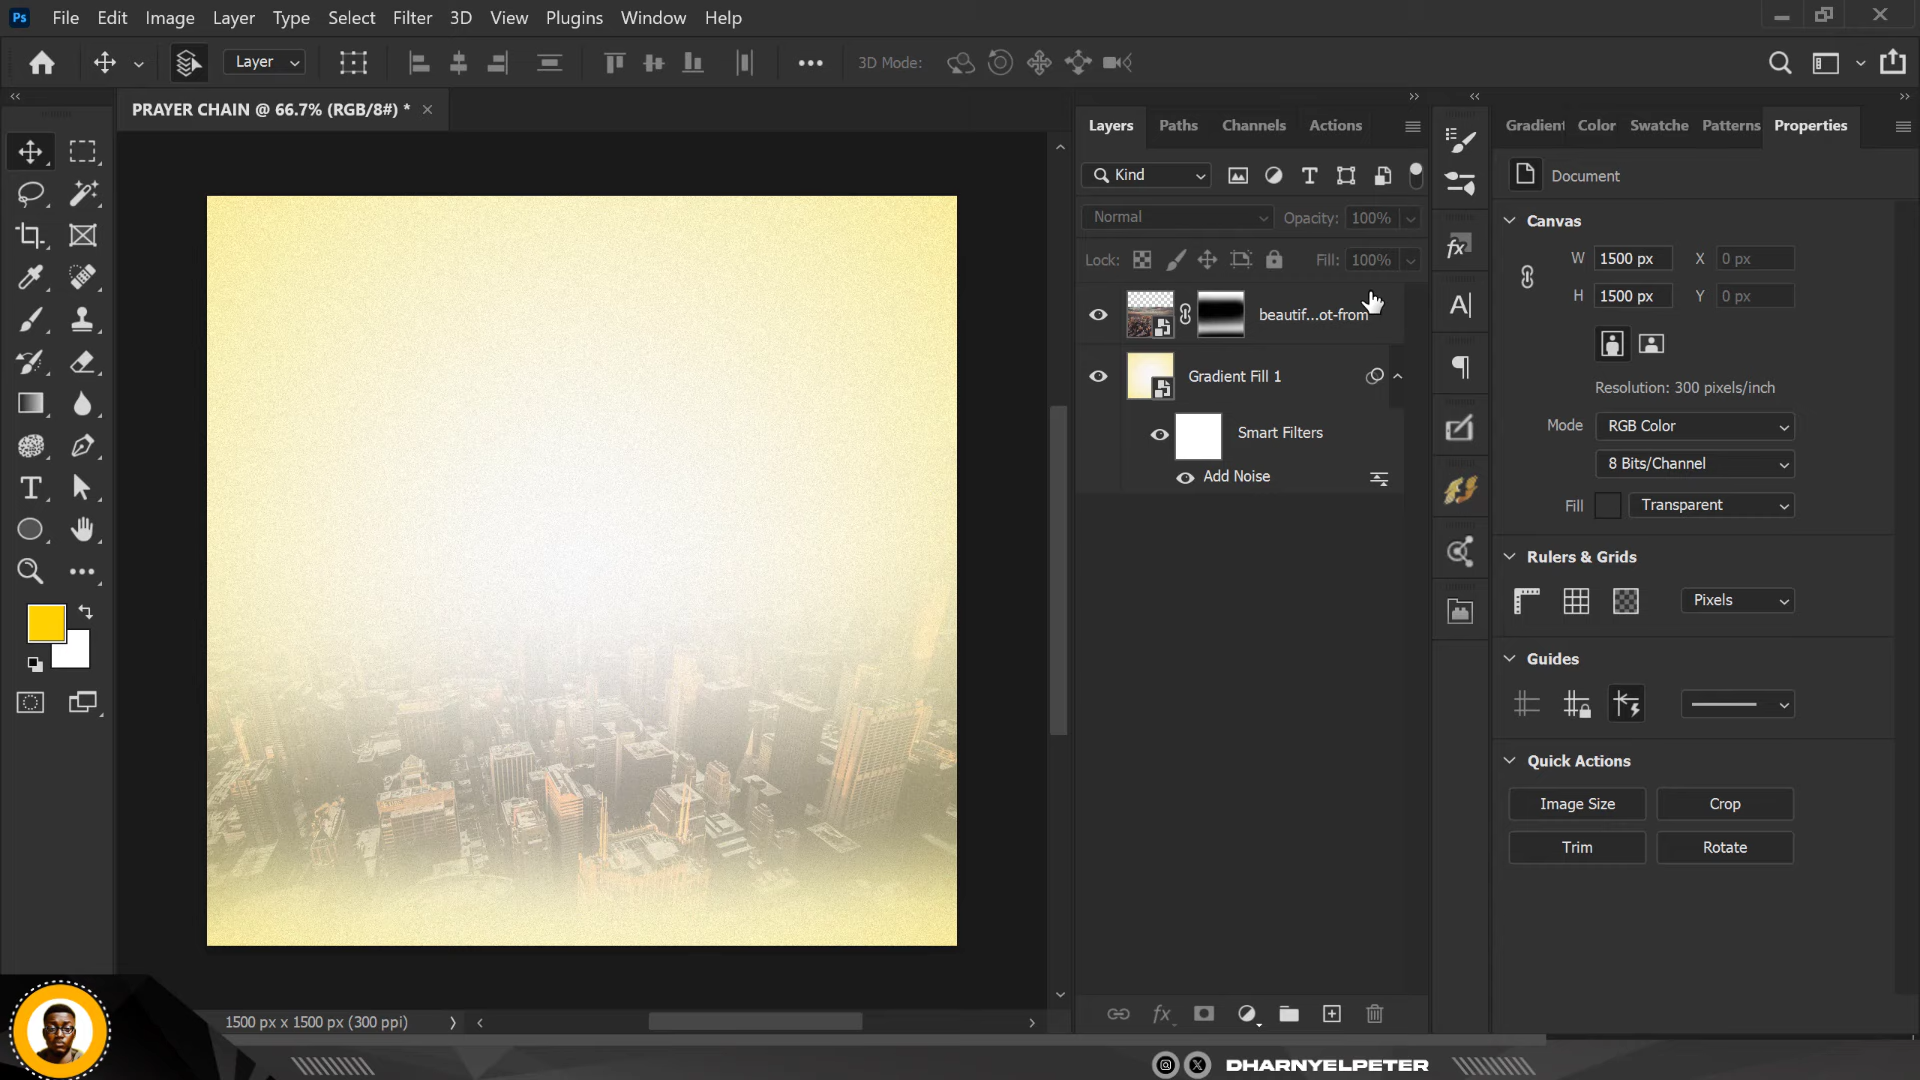 Ps File Edit Image Layer Type Select Filter 3D View Plugins Window Help
Layer 3D Mode:
PRAYER CHAIN @ 66.7% (RGB/8#) *
Layers Paths Channels Actions
Gradient Color Swatche Patterns Properties
Kind
Document
Normal Opacity: 100%
Canvas
Lock: Fill: 100%
W 1500 px X 0 px
H 1500 px Y 0 px
beautif...ot-from
Gradient Fill 1
Resolution: 300 pixels/inch
Mode RGB Color
Smart Filters
8 Bits/Channel
Add Noise
Fill Transparent
Rulers & Grids
Pixels
Guides
Quick Actions
Image Size Crop
Trim Rotate
1500 px x 1500 px (300 ppi)
DHARNYELPETER